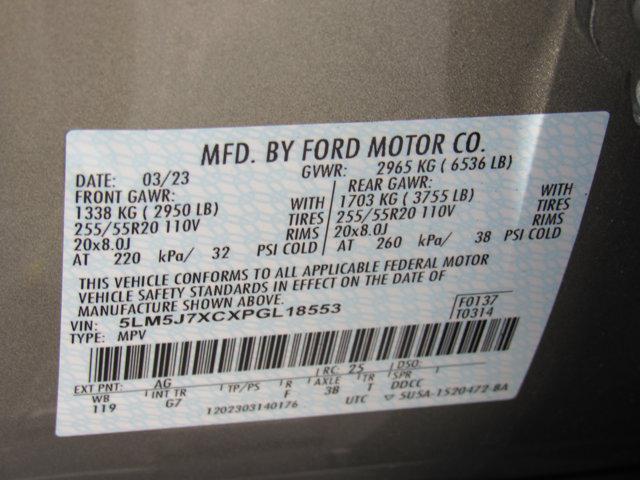 MFD. BY FORD MOTOR CO.
DATE: 03/23 GVWR: 2965 KG ( 6536 LB)
FRONT GAWR: REAR GAWR:
1338 KG ( 2950 LB) WITH 1703 KG ( 3755 LB) WITH
255/55R20 110V TIRES 255/55R20 110V TIRES
20x8.0J RIMS 20x8.0J RIMS
AT 220 kPa/ 32 PSI COLD AT 260 kPa/ 38 PSI COLD
THIS VEHICLE CONFORMS TO ALL APPLICABLE FEDERAL MOTOR
VEHICLE SAFETY STANDARDS IN EFFECT ON THE DATE OF
MANUFACTURE SHOWN ABOVE.
VIN: 5LM5J7XCXPGL18553 F0137
TYPE: MPV T0314
EXT PNT: AG RC: 25 DSO:
WB INT TR TP/PS R AXLE TR SPR
119 G7 F 3B T DDCC
1202303140176 UTC ▽ 5USA-1520472-BA